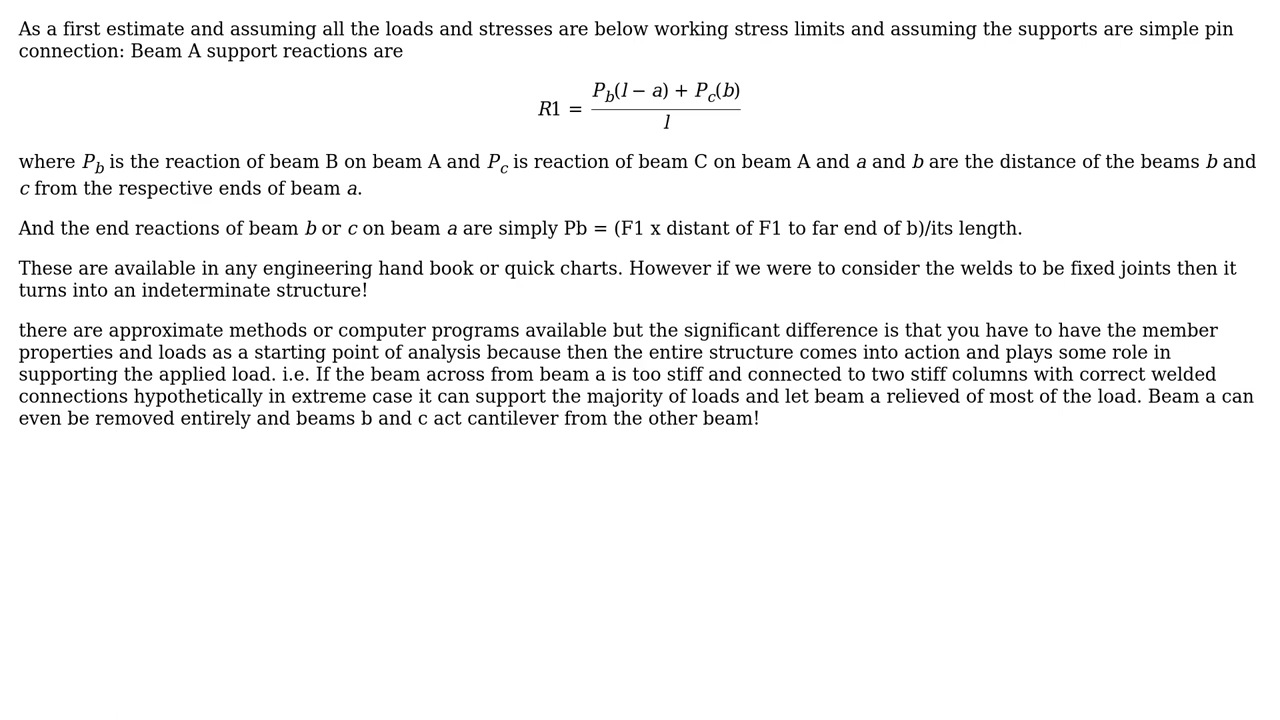 As a first estimate and assuming all the loads and stresses are below working stress limits and assuming the supports are simple pin
connection: Beam A support reactions are
R1 = \frac{P_b(l − a) + P_c(b)}{l}
where P_b is the reaction of beam B on beam A and P_c is reaction of beam C on beam A and a and b are the distance of the beams b and
c from the respective ends of beam a.
And the end reactions of beam b or c on beam a are simply Pb = (F1 x distant of F1 to far end of b)/its length.
These are available in any engineering hand book or quick charts. However if we were to consider the welds to be fixed joints then it
turns into an indeterminate structure!
there are approximate methods or computer programs available but the significant difference is that you have to have the member
properties and loads as a starting point of analysis because then the entire structure comes into action and plays some role in
supporting the applied load. i.e. If the beam across from beam a is too stiff and connected to two stiff columns with correct welded
connections hypothetically in extreme case it can support the majority of loads and let beam a relieved of most of the load. Beam a can
even be removed entirely and beams b and c act cantilever from the other beam!